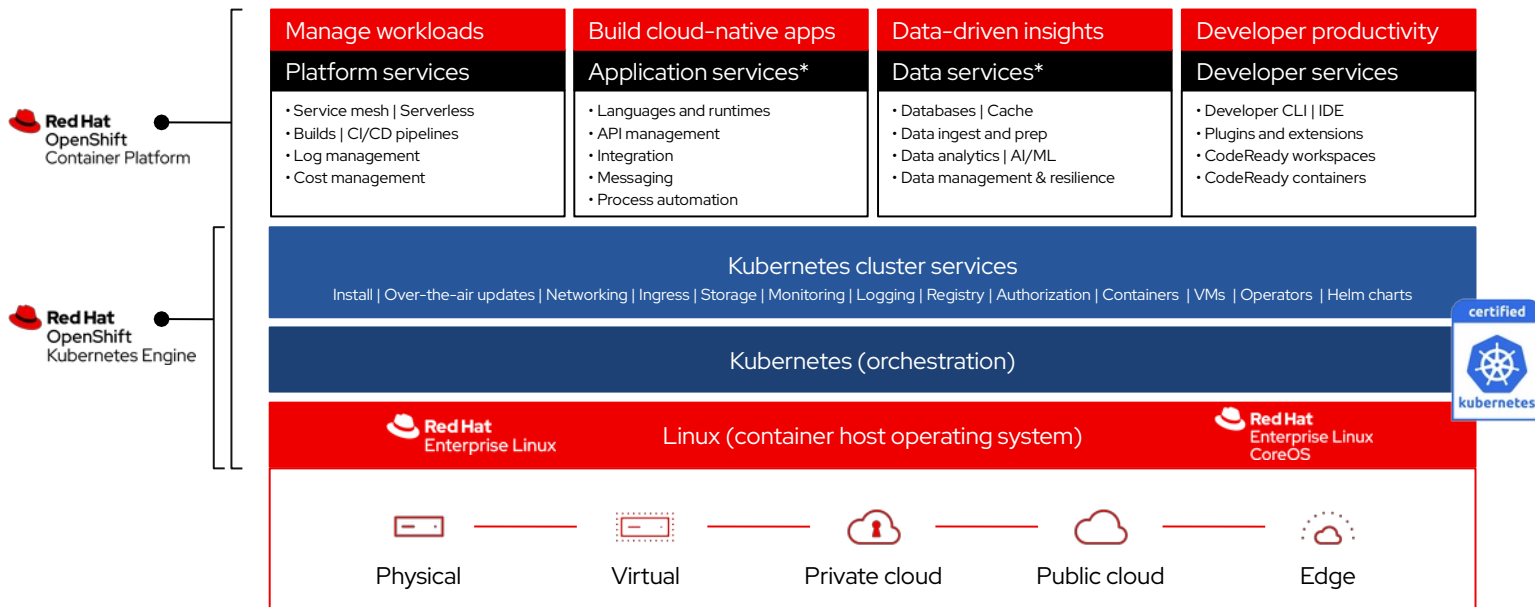 Manage workloads
Platform services
• Service mesh | Serverless
• Builds | CI/CD pipelines
• Log management
• Cost management
Build cloud-native apps
Application services*
• Languages and runtimes
• API management
• Integration
• Messaging
• Process automation
Data-driven insights
Data services*
• Databases | Cache
• Data ingest and prep
• Data analytics | AI/ML
• Data management & resilience
Developer productivity
Developer services
• Developer CLI | IDE
• Plugins and extensions
• CodeReady workspaces
• CodeReady containers
Red Hat
OpenShift
Container Platform
Red Hat
OpenShift
Kubernetes Engine
Kubernetes cluster services
Install | Over-the-air updates | Networking | Ingress | Storage | Monitoring | Logging | Registry | Authorization | Containers | VMs | Operators | Helm charts
Kubernetes (orchestration)
certified
kubernetes
Red Hat
Enterprise Linux
Linux (container host operating system)
Red Hat
Enterprise Linux
CoreOS
Physical
Virtual
Private cloud
Public cloud
Edge